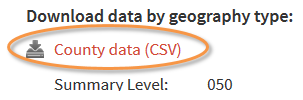 Download data by geography type:
County data (CSV)
Summary Level: 050